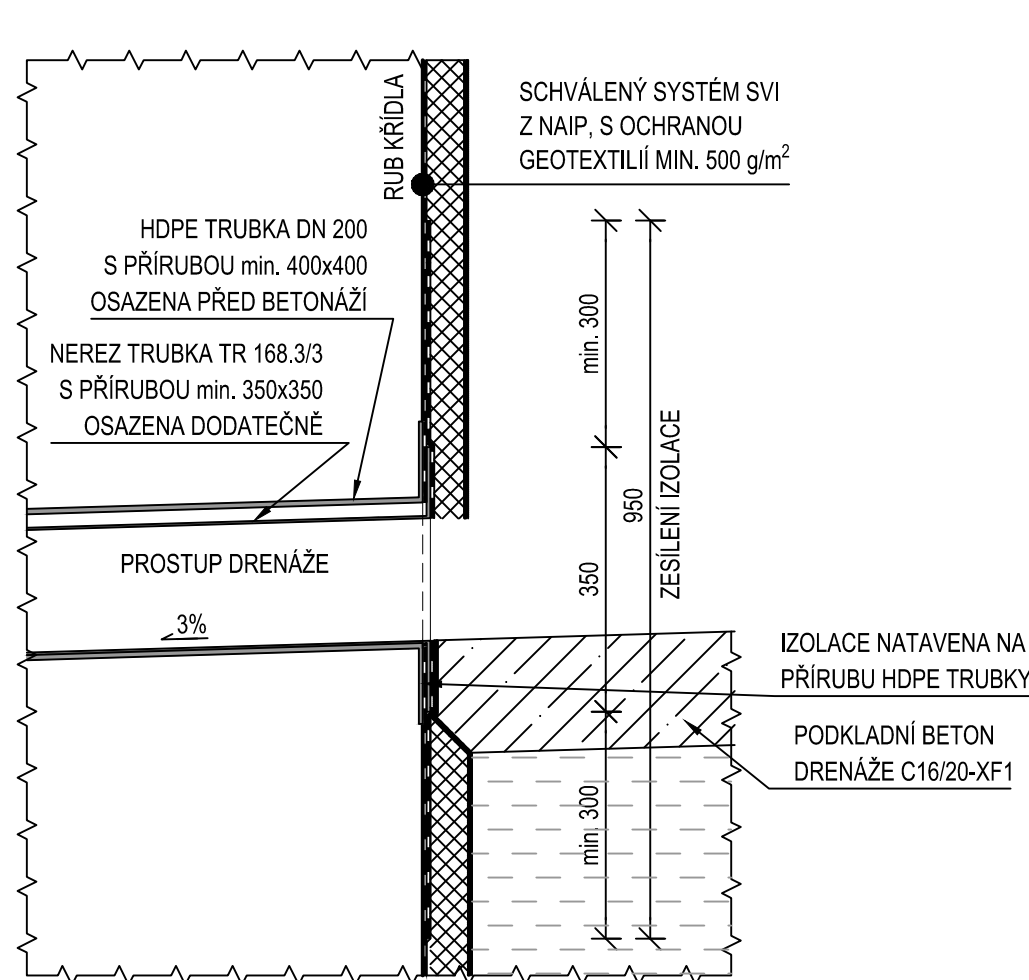 RUB KŘÍDLA
SCHVÁLENÝ SYSTÉM SVI
Z NAIP, S OCHRANOU
GEOTEXTILIÍ MIN. 500 g/m²
HDPE TRUBKA DN 200
S PŘÍRUBOU min. 400x400
OSAZENA PŘED BETONÁŽÍ
NEREZ TRUBKA TR 168.3/3
S PŘÍRUBOU min. 350x350
OSAZENA DODATEČNĚ
min. 300
350
min. 300
950
ZESÍLENÍ IZOLACE
PROSTUP DRENÁŽE
3%
IZOLACE NATAVENA NA
PŘÍRUBU HDPE TRUBKY
PODKLADNÍ BETON
DRENÁŽE C16/20-XF1